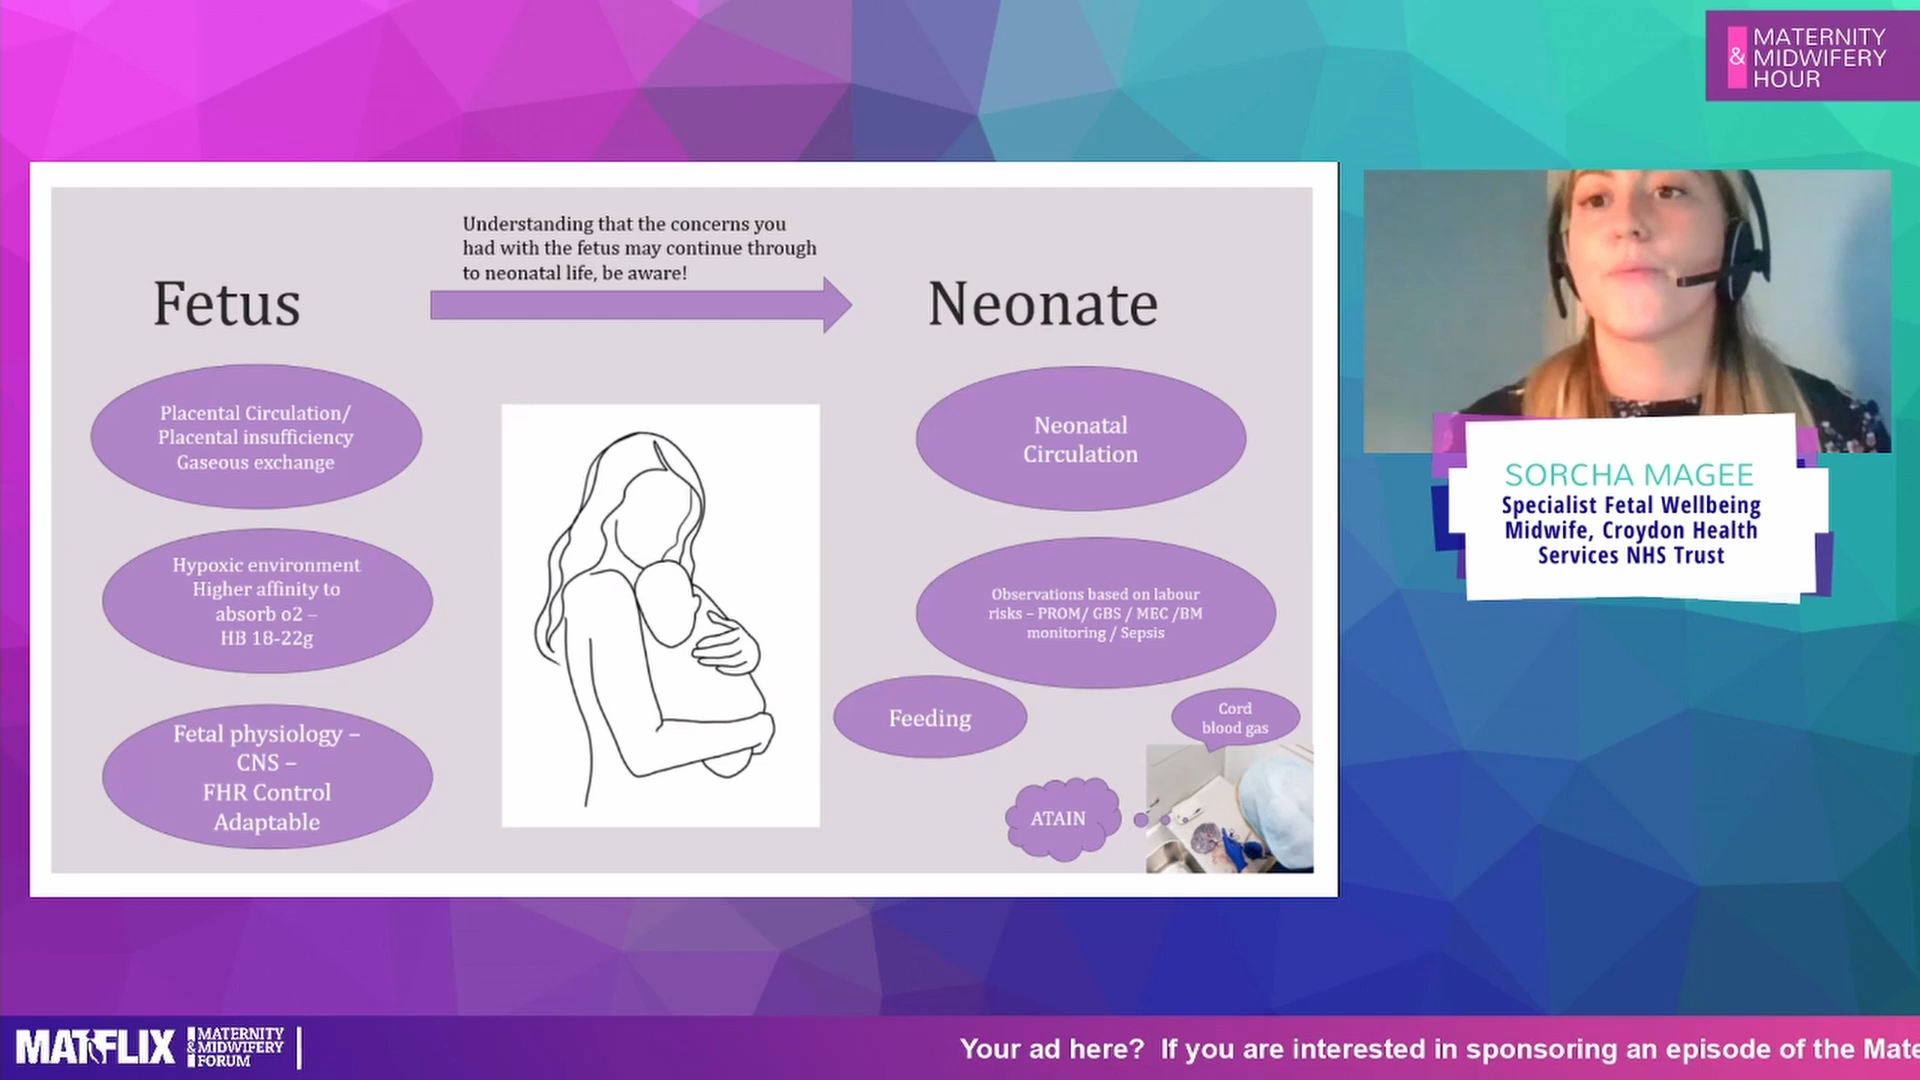 &
MATERNITY
MIDWIFERY
HOUR
Understanding that the concerns you
had with the fetus may continue through
to neonatal life, be aware!
Fetus
Neonate
Placental Circulation/
Placental insufficiency
Gaseous exchange
Hypoxic environment
Higher affinity to
absorb o2 –
HB 18-22g
Fetal physiology –
CNS –
FHR Control
Adaptable
Neonatal
Circulation
Observations based on labour
risks – PROM/ GBS / MEC /BM
monitoring / Sepsis
Feeding
Cord
blood gas
ATAIN
SORCHA MAGEE
Specialist Fetal Wellbeing
Midwife, Croydon Health
Services NHS Trust
MATFLIX
MATERNITY
&MIDWIFERY
FORUM
Your ad here? If you are interested in sponsoring an episode of the Mate